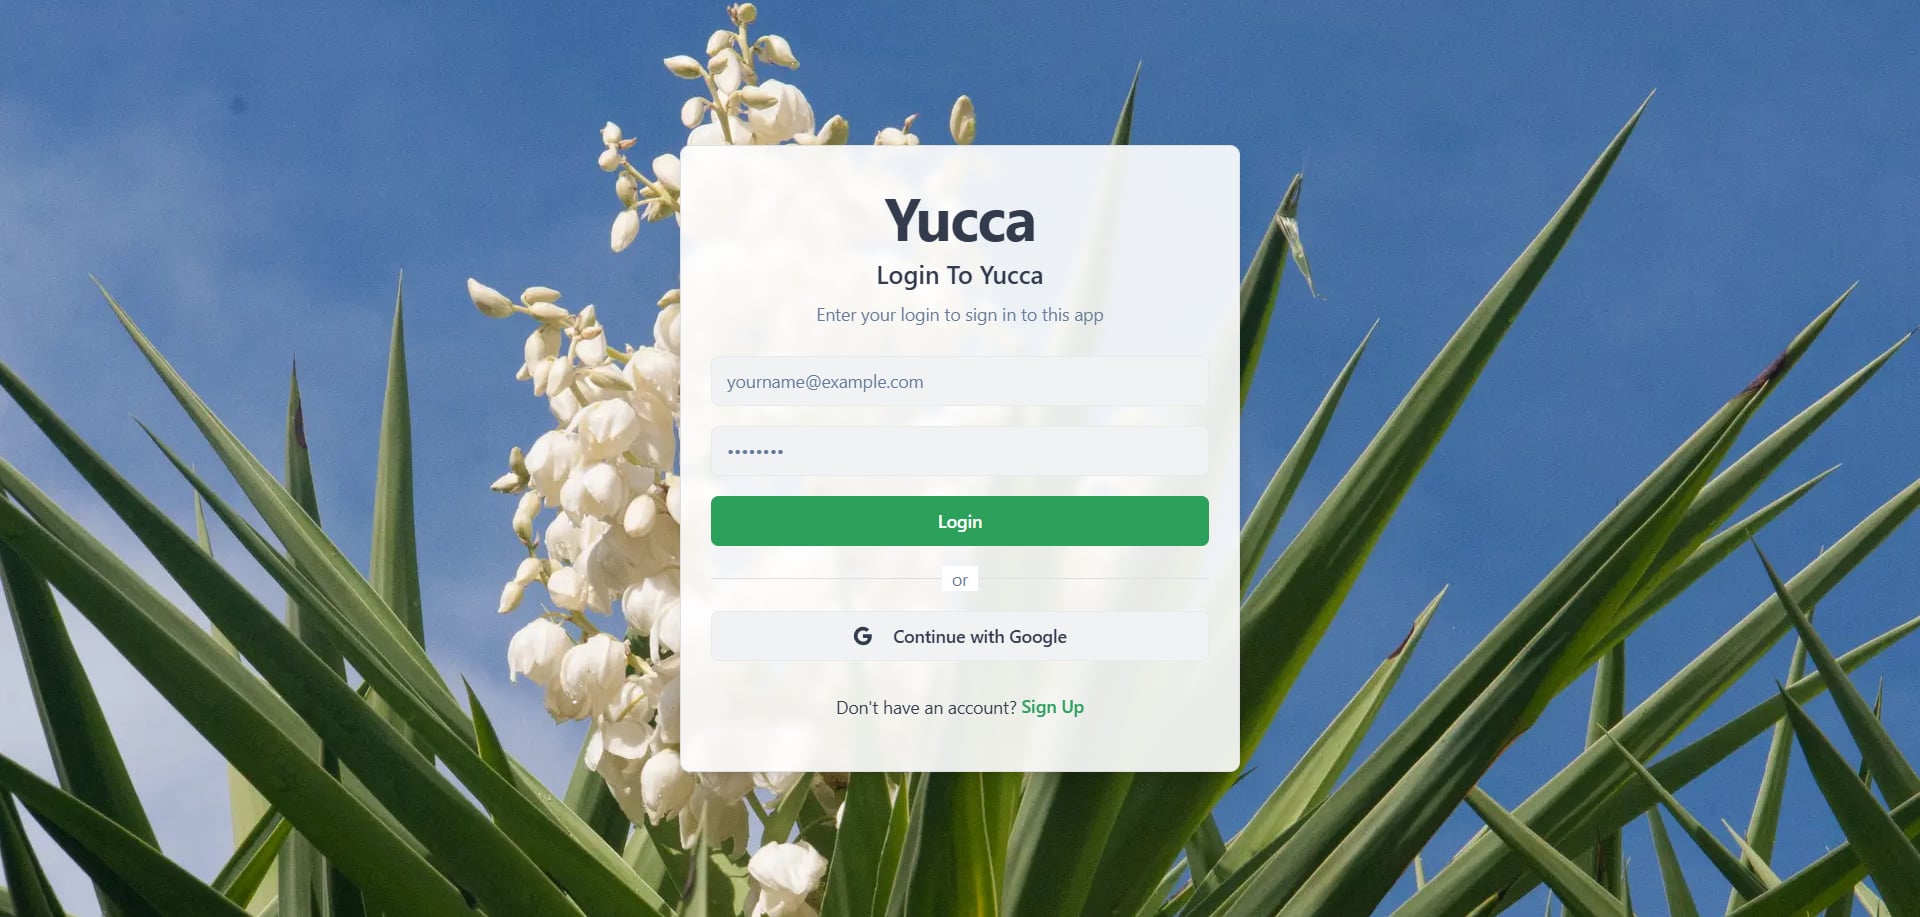 Yucca
Login To Yucca
Enter your login to sign in to this app
yourname@example.com
••••••••
Login
or
G Continue with Google
Don't have an account? Sign Up